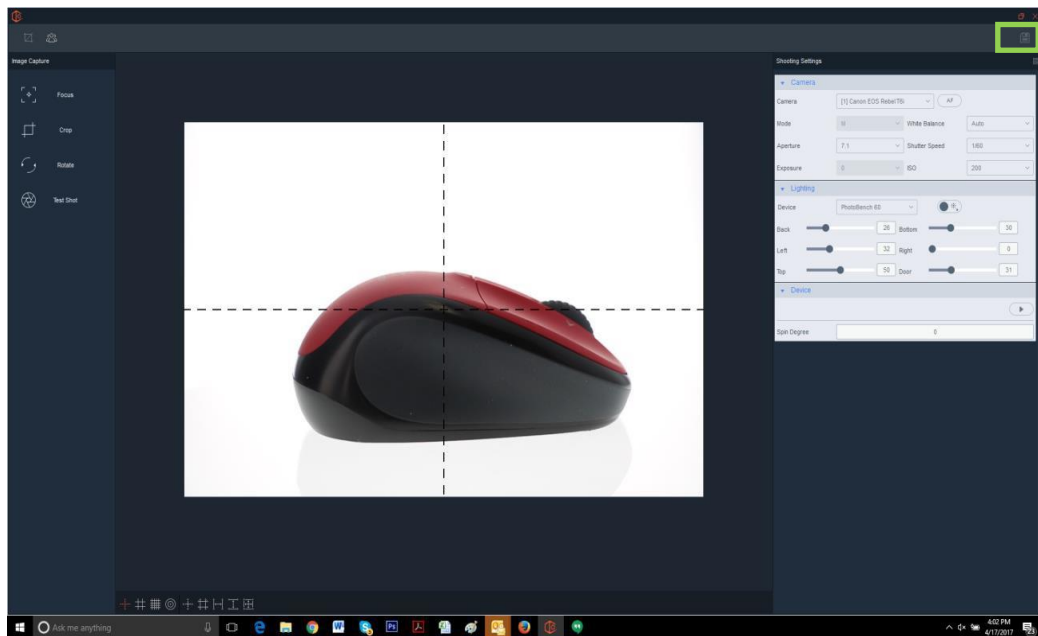 Image Capture
Shooting Settings
Focus
Crop
Rotate
Test Shot
Camera
Camera [1] Canon EOS Rebel T6i AF
Mode M White Balance Auto
Aperture 7.1 Shutter Speed 1/60
Exposure 0 ISO 200
Lighting
Device PhotoBench 60
Back 26 Bottom 30
Left 32 Right 0
Top 50 Door 31
Device
Spin Degree 0
Ask me anything
4:02 PM
4/17/2017
23